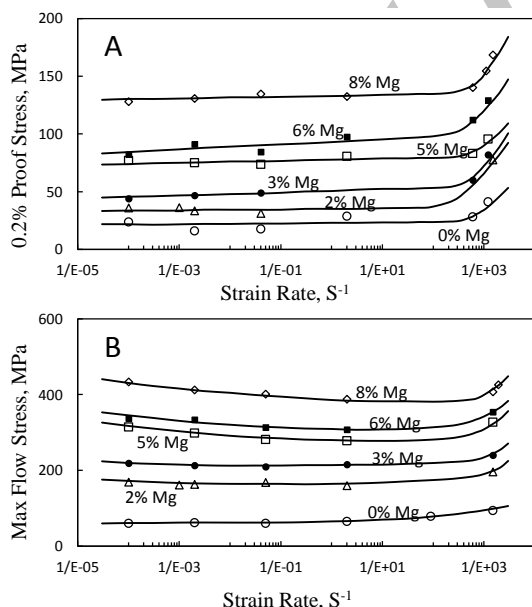 A
200
150
100
50
0
0.2% Proof Stress, MPa
8% Mg
6% Mg
5% Mg
3% Mg
2% Mg
0% Mg
1/E-05 1/E-03 1/E-01 1/E+01 1/E+03
Strain Rate, S-1
B
600
400
200
0
Max Flow Stress, MPa
8% Mg
6% Mg
5% Mg
3% Mg
2% Mg
0% Mg
1/E-05 1/E-03 1/E-01 1/E+01 1/E+03
Strain Rate, S-1